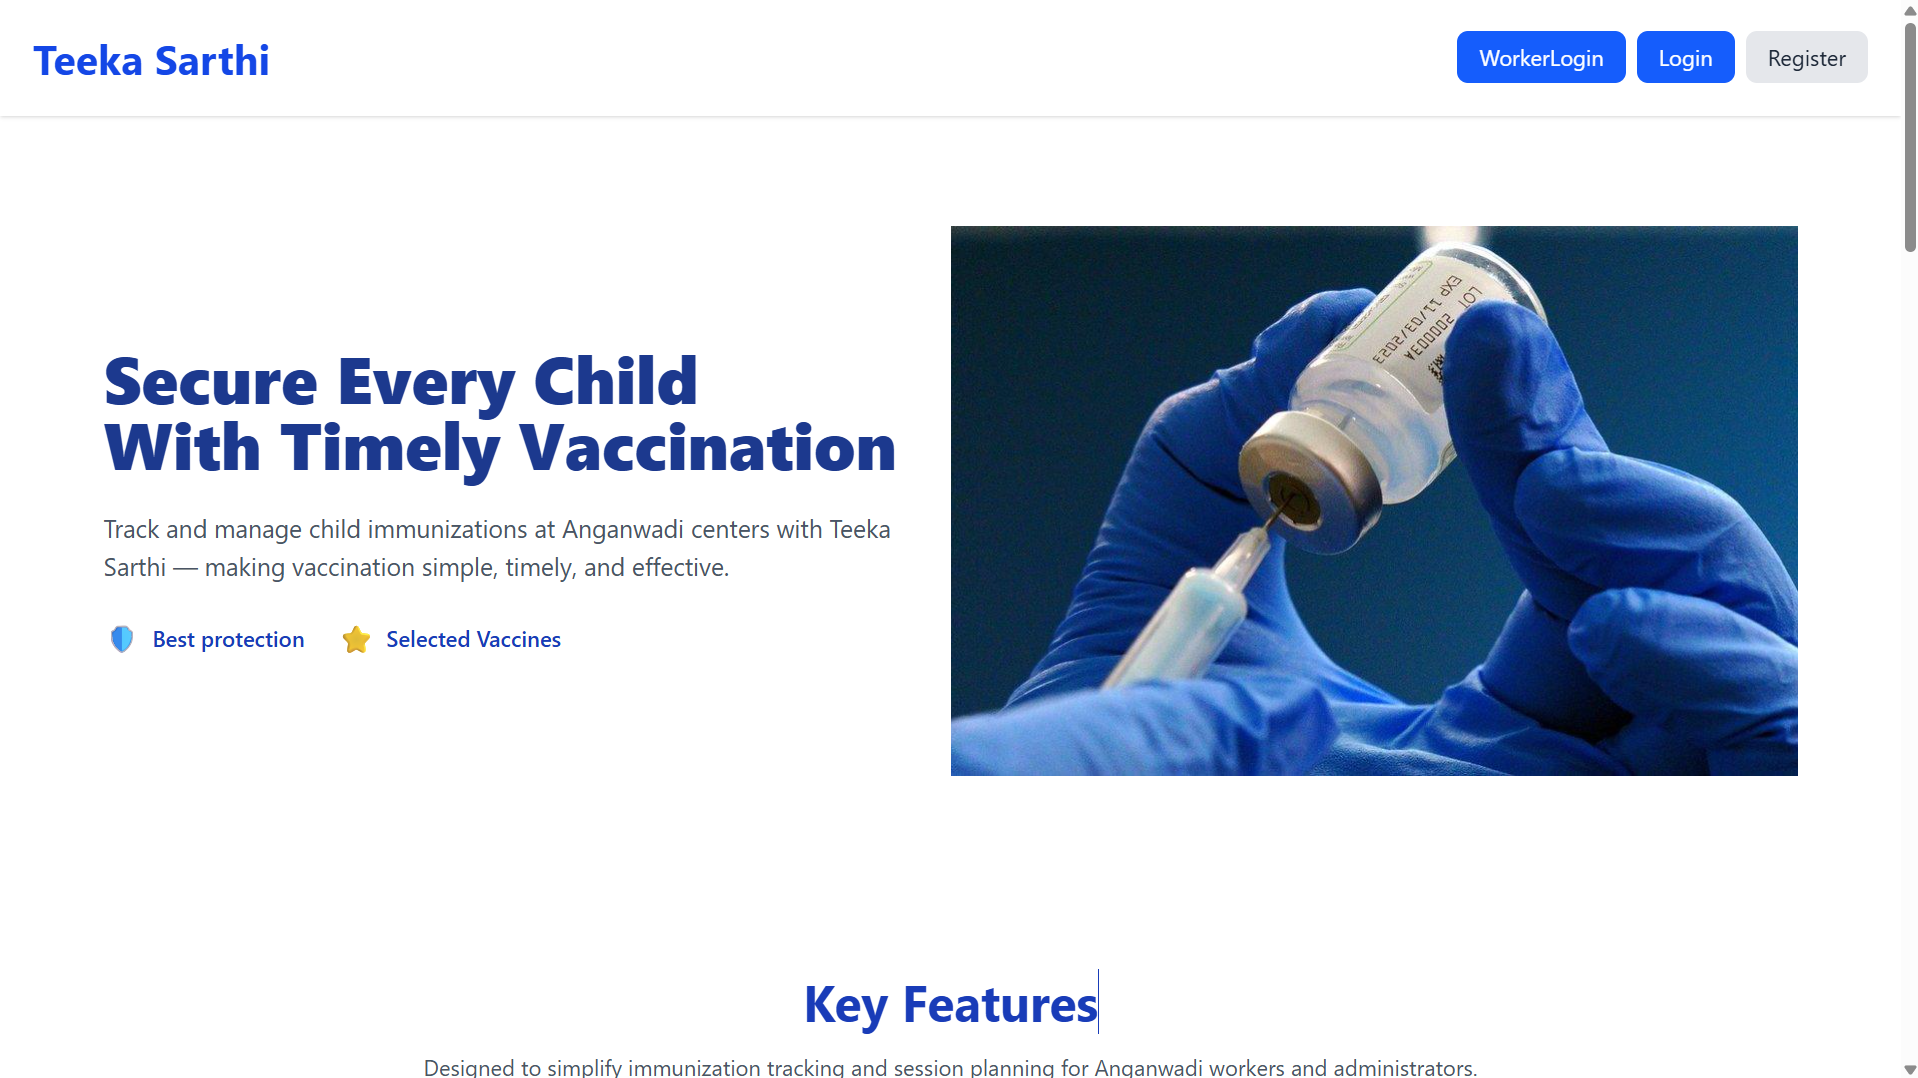 Teeka Sarthi
WorkerLogin
Login
Register
Secure Every Child
With Timely Vaccination
Track and manage child immunizations at Anganwadi centers with Teeka
Sarthi — making vaccination simple, timely, and effective.
Best protection
Selected Vaccines
LOT 200003A
EXP 11/03/2023
Key Features
Designed to simplify immunization tracking and session planning for Anganwadi workers and administrators.